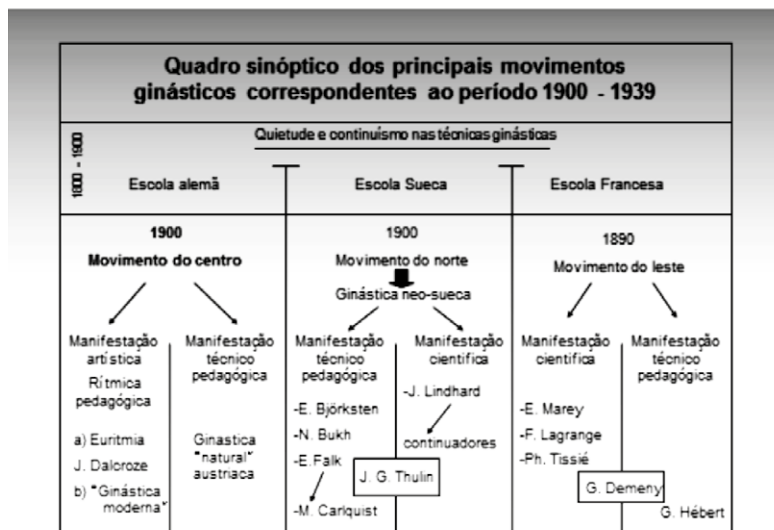 Quadro sinóptico dos principais movimentos
ginásticos correspondentes ao período 1900 - 1939
1800 - 1900
Quietude e continuísmo nas técnicas ginásticas
Escola alemã
Escola Sueca
Escola Francesa
1900
Movimento do centro
Manifestação
artística
Rítmica
pedagógica
a) Euritmia
J. Dalcroze
b) "Ginástica
moderna"
Manifestação
técnico
pedagógica
Ginastica
"natural"
austriaca
1900
Movimento do norte
Ginástica neo-sueca
Manifestação
técnico
pedagógica
-E. Björksten
-N. Bukh
-E.Falk
-M. Carlquist
Manifestação
cientifica
-J. Lindhard
continuadores
J. G. Thulin
1890
Movimento do leste
Manifestação
cientifica
-E. Marey
-F. Lagrange
-Ph. Tissié
Manifestação
técnico
pedagógica
G. Demeny
G. Hébert